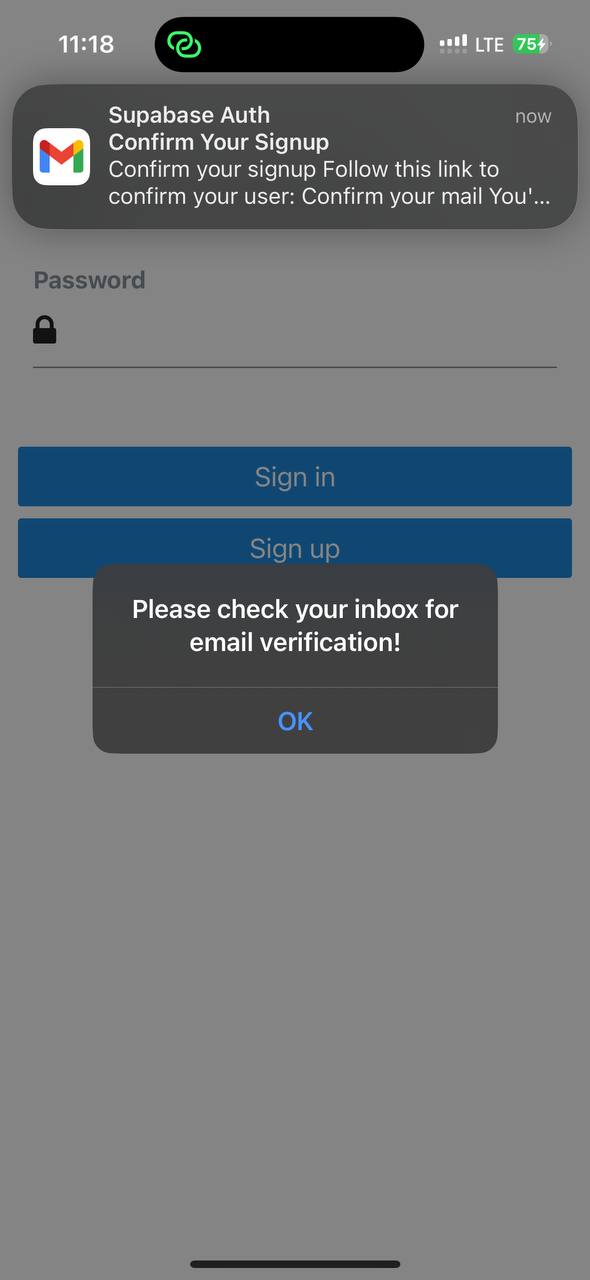 11:18
LTE
75
Supabase Auth
now
Confirm Your Signup
Confirm your signup Follow this link to
confirm your user: Confirm your mail You'...
Password
Sign in
Sign up
Please check your inbox for
email verification!
OK